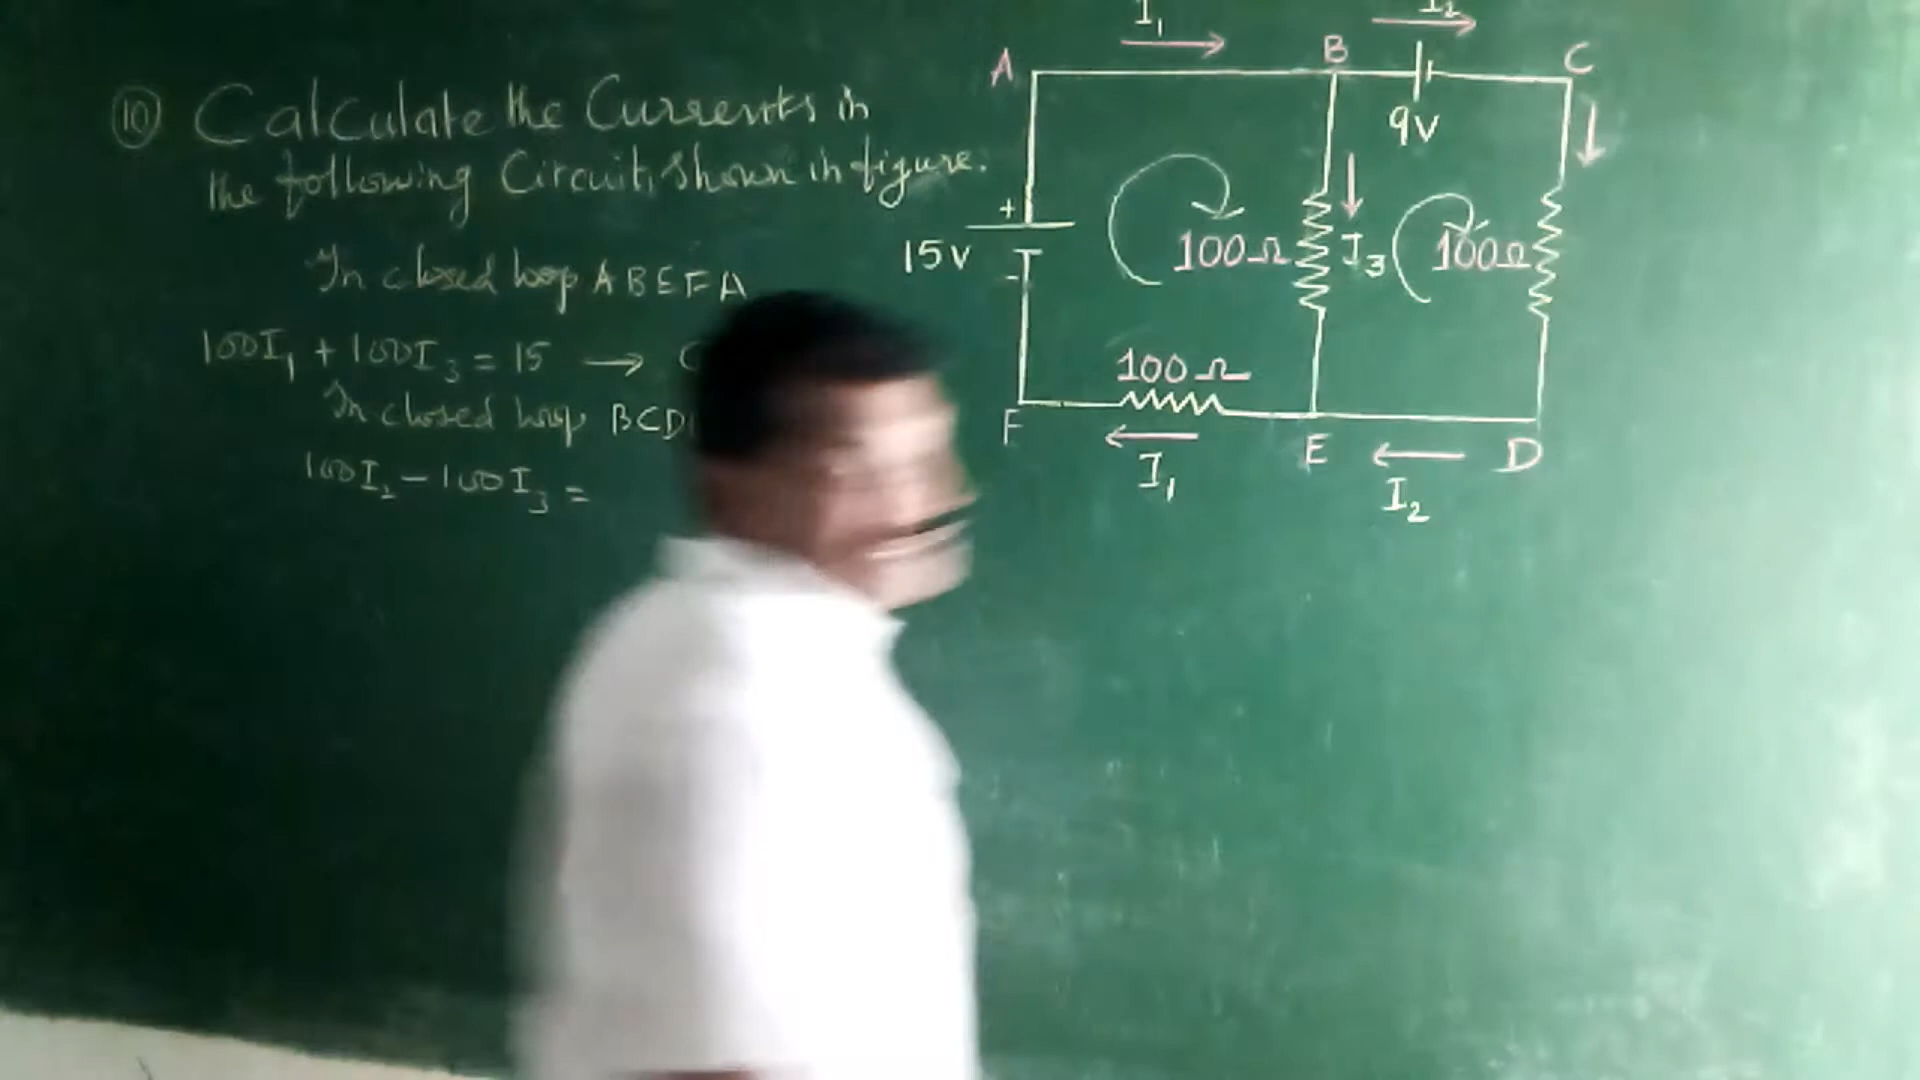 ⑩ Calculate the Currents in
the following Circuit, shown in figure.
In closed loop ABEFA
100I₁ + 100I₃ = 15 →
In closed loop BCD
100I₂ - 100I₃ =
I₁
I₂
A
B
C
9V
+
15V
-
100Ω
I₃
100Ω
100Ω
F
E
D
I₁
I₂